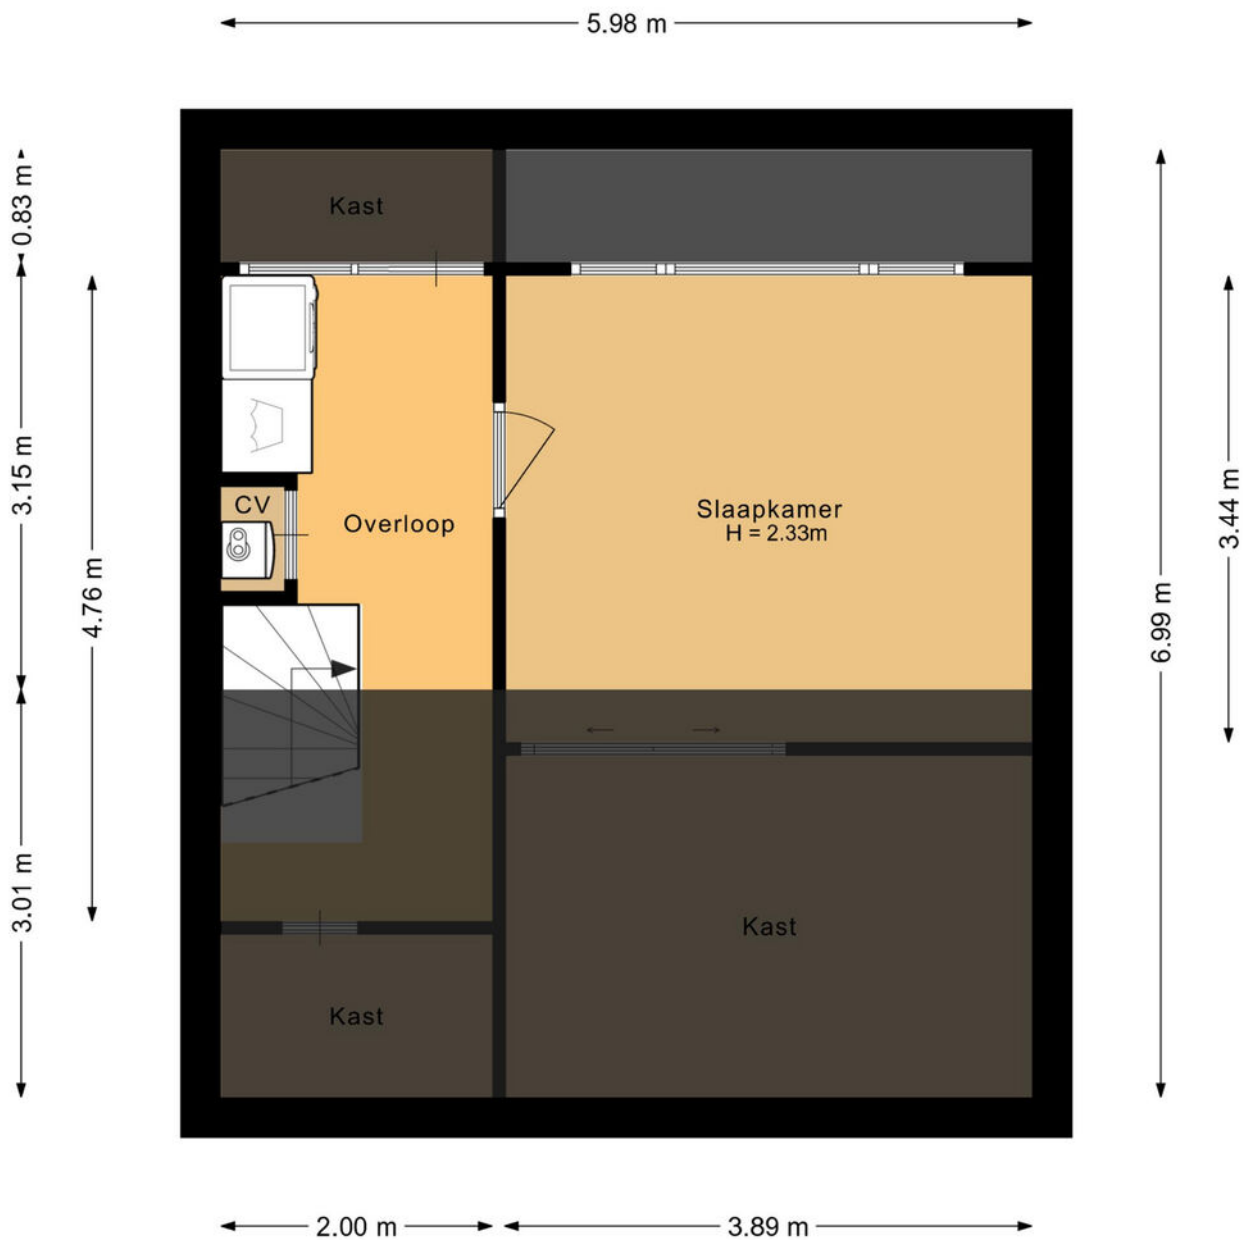 5.98 m
0.83 m
Kast
3.15 m
4.76 m
CV
Overloop
Slaapkamer
H = 2.33m
3.44 m
6.99 m
3.01 m
Kast
Kast
2.00 m
3.89 m